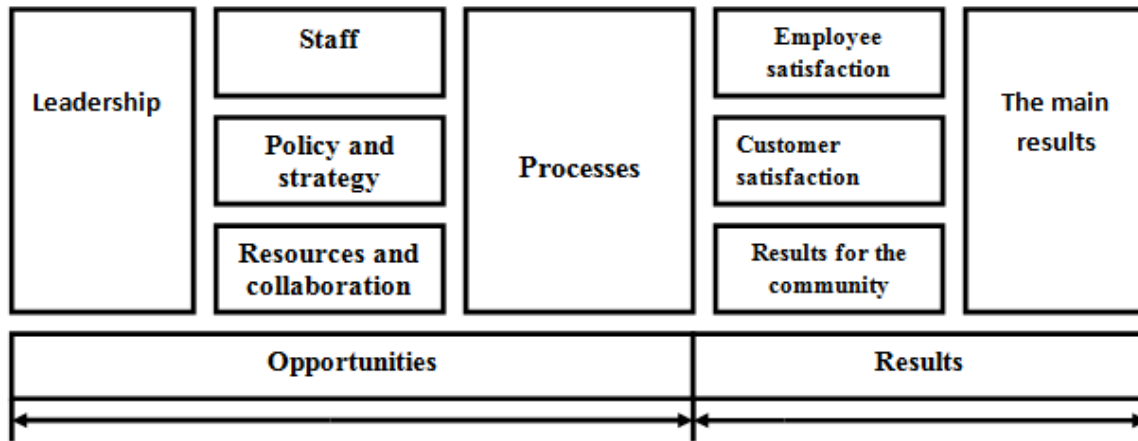 Leadership
Staff
Policy and
strategy
Resources and
collaboration
Processes
Employee
satisfaction
Customer
satisfaction
Results for the
community
The main
results
Opportunities
Results